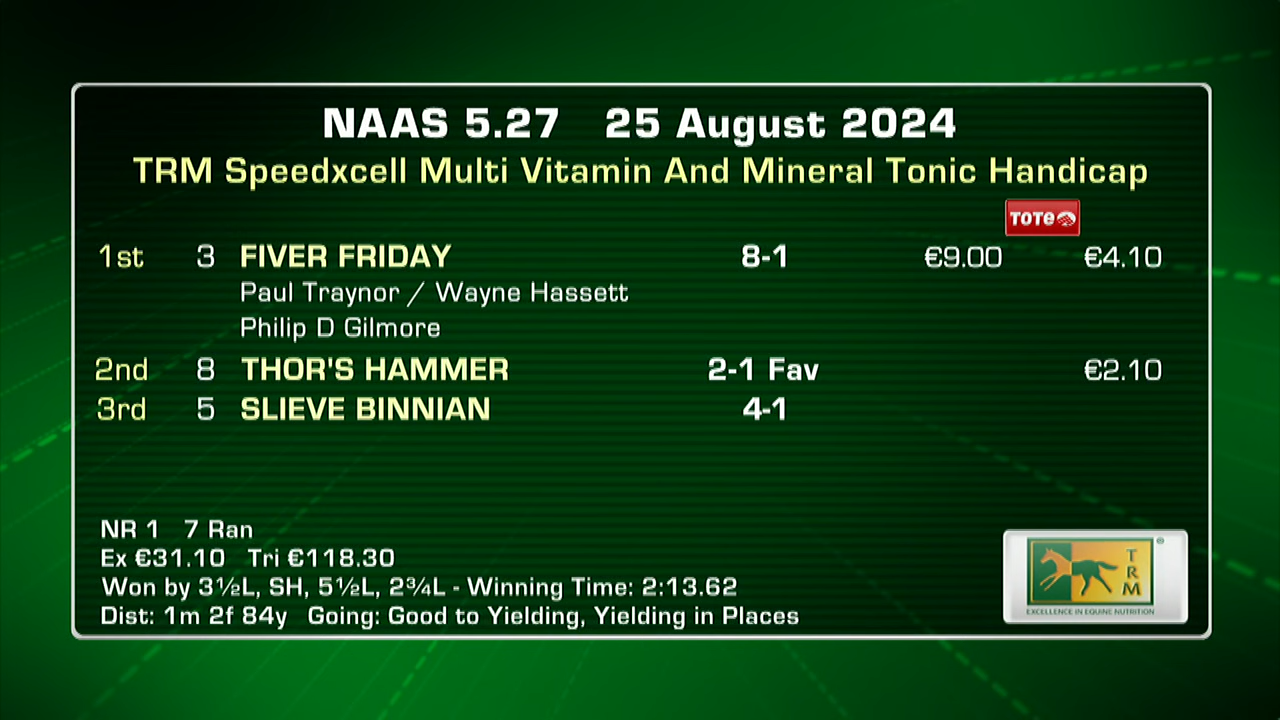 NAAS 5.27 25 August 2024
TRM Speedxcell Multi Vitamin And Mineral Tonic Handicap
TOTE
1st 3 FIVER FRIDAY 8-1 €9.00 €4.10
Paul Traynor / Wayne Hassett
Philip D Gilmore
2nd 8 THOR'S HAMMER 2-1 Fav €2.10
3rd 5 SLIEVE BINNIAN 4-1
NR 1 7 Ran
Ex €31.10 Tri €118.30
Won by 3½L, SH, 5½L, 2¾L - Winning Time: 2:13.62
Dist: 1m 2f 84y Going: Good to Yielding, Yielding in Places
TRM ®
EXCELLENCE IN EQUINE NUTRITION